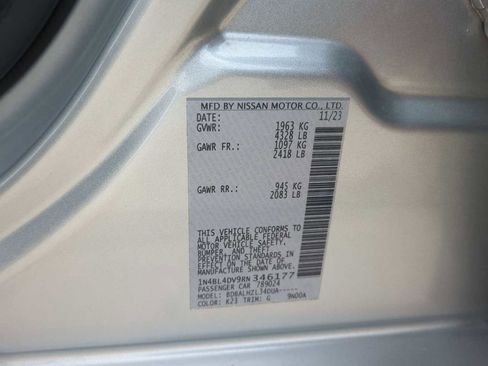 MFD BY NISSAN MOTOR CO., LTD.
DATE: 11/23
GVWR: 1963 KG
4328 LB
GAWR FR.: 1097 KG
2418 LB
GAWR RR.: 945 KG
2083 LB
THIS VEHICLE CONFORMS TO
ALL APPLICABLE FEDERAL
MOTOR VEHICLE SAFETY,
BUMPER, AND THEFT
PREVENTION STANDARDS IN
EFFECT ON THE DATE OF
MANUFACTURE SHOWN ABOVE.
1N4BL4DV9RN346177
PASSENGER CAR 789024
MODEL: BDBALHZL34DUA-----
COLOR: K23 TRIM: G 9N00A